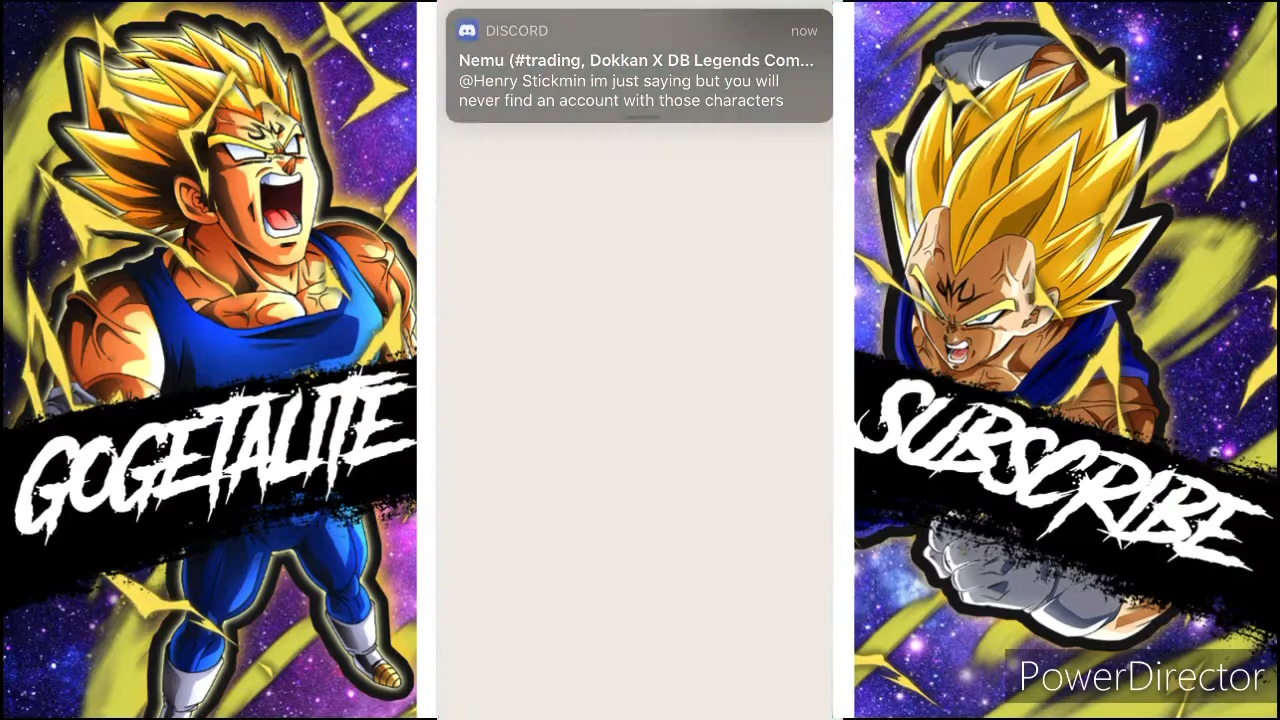 DISCORD
now
Nemu (#trading, Dokkan X DB Legends Com...
@Henry Stickmin im just saying but you will
never find an account with those characters
GOGETALITE
SUBSCRIBE
PowerDirector